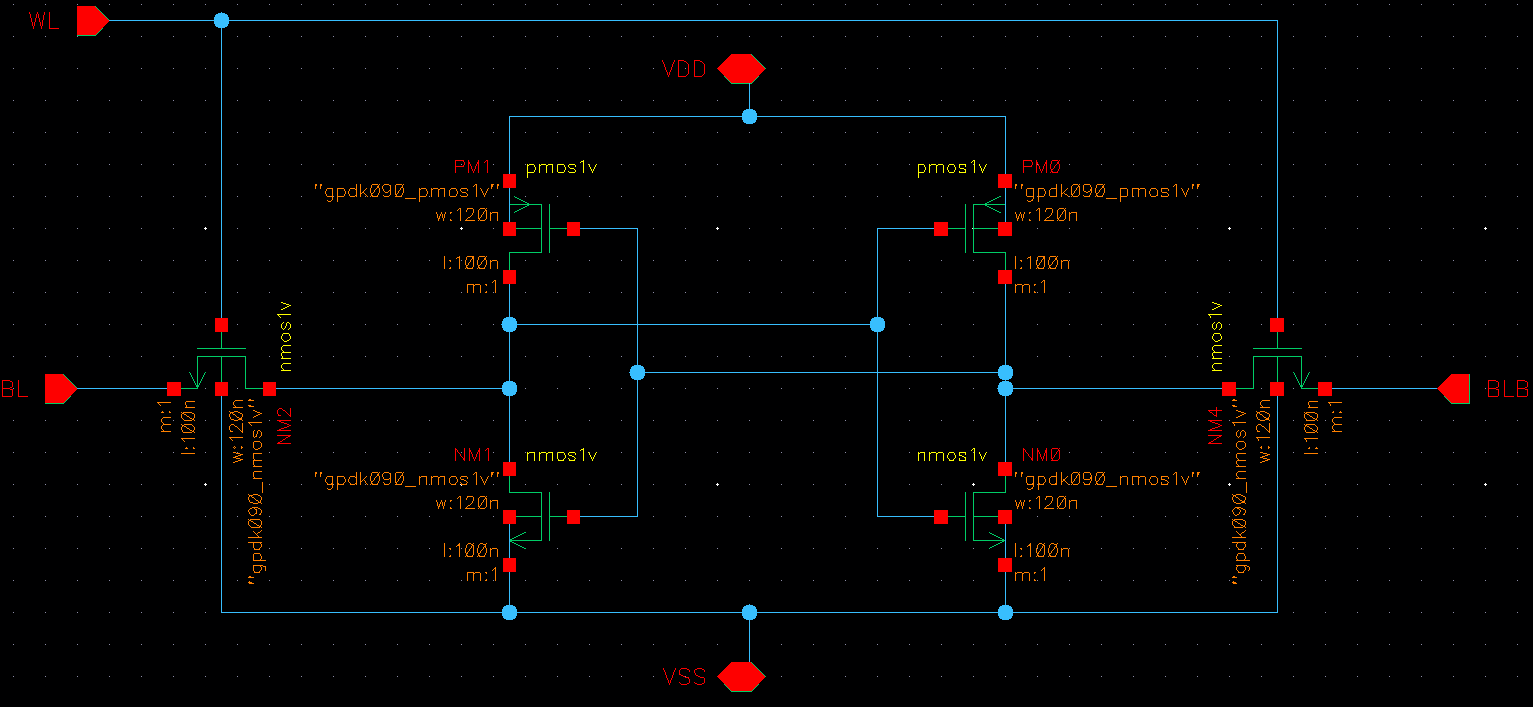 WL
VDD
PM1
pmos1v
"gpdk090_pmos1v"
w:120n
l:100n
m:1
pmos1v
PM0
"gpdk090_pmos1v"
w:120n
l:100n
m:1
BL
nmos1v
NM2
m:1
l:100n
w:120n
"gpdk090_nmos1v"
NM1
nmos1v
"gpdk090_nmos1v"
w:120n
l:100n
m:1
nmos1v
NM0
"gpdk090_nmos1v"
w:120n
l:100n
m:1
nmos1v
NM4
"gpdk090_nmos1v"
w:120n
l:100n
m:1
BLB
VSS